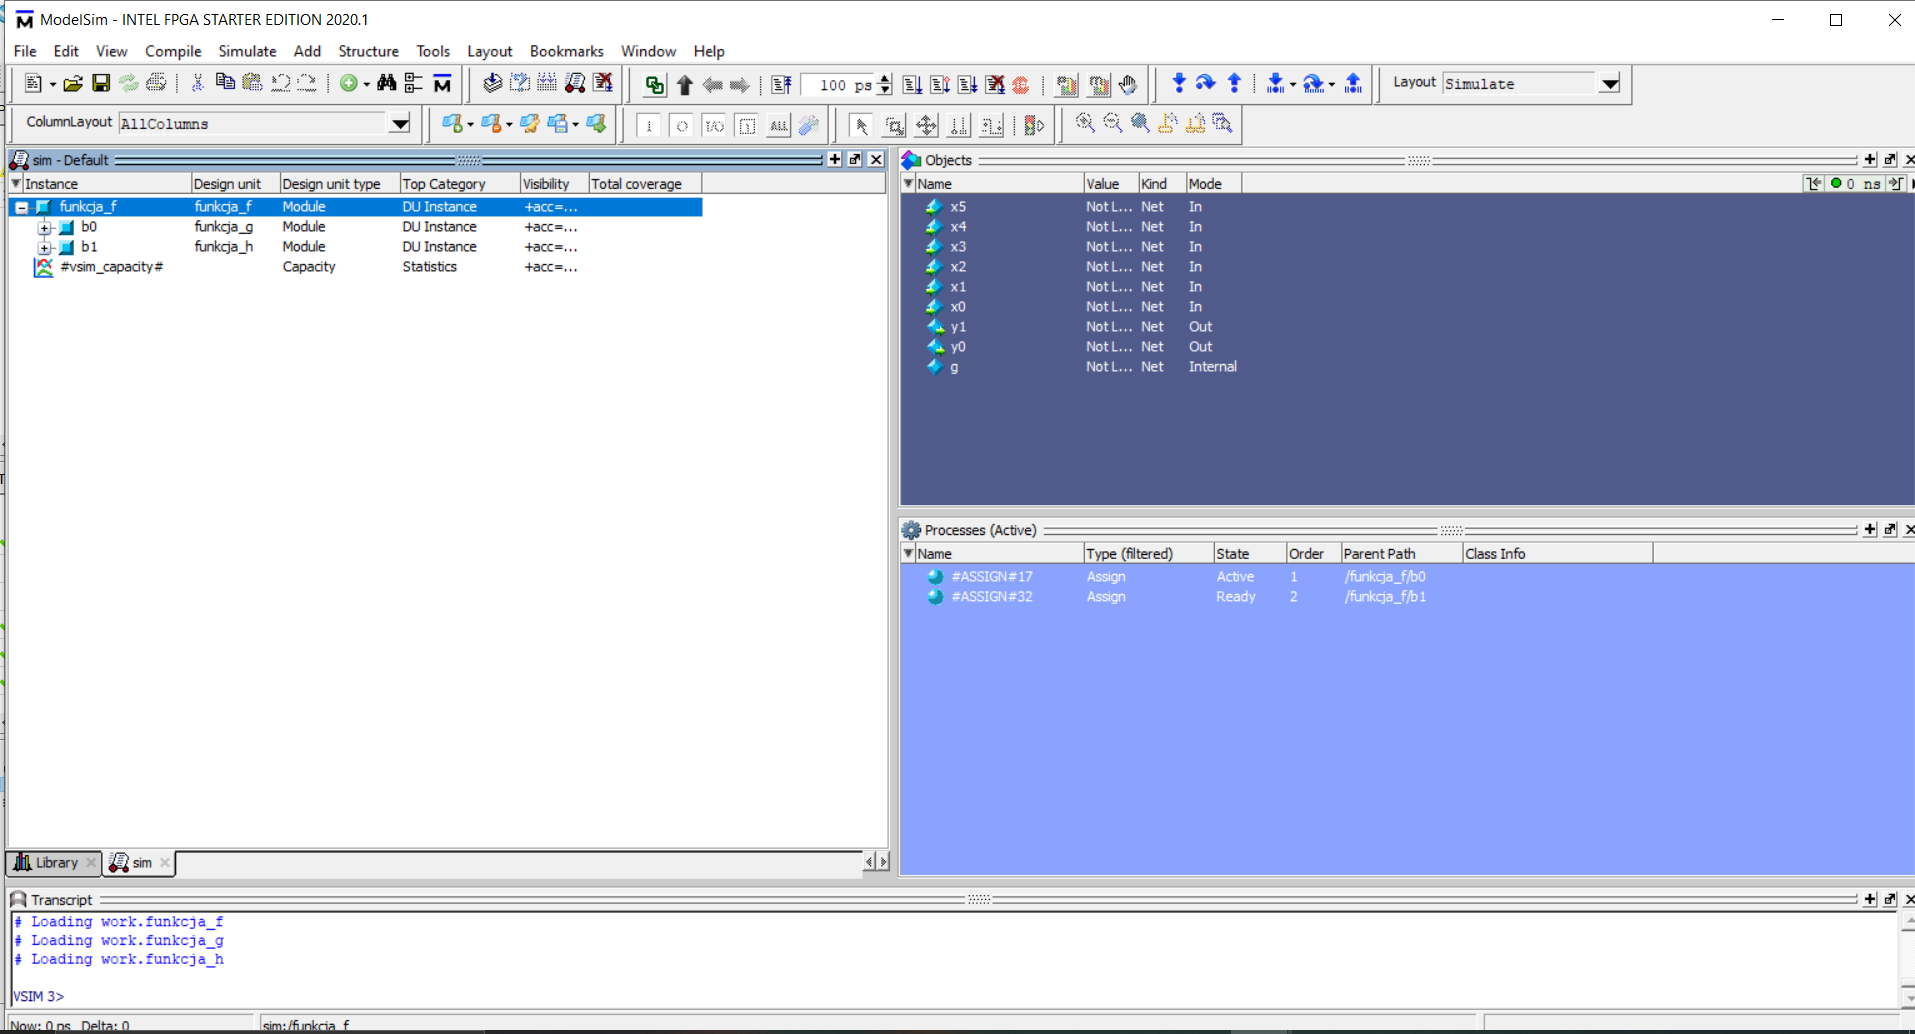 ModelSim - INTEL FPGA STARTER EDITION 2020.1
File Edit View Compile Simulate Add Structure Tools Layout Bookmarks Window Help
100 ps
Layout Simulate
ColumnLayout AllColumns
ALL
sim - Default
Instance Design unit Design unit type Top Category Visibility Total coverage
funkcja_f funkcja_f Module DU Instance +acc=...
b0 funkcja_g Module DU Instance +acc=...
b1 funkcja_h Module DU Instance +acc=...
#vsim_capacity# Capacity Statistics +acc=...
Library sim
Objects
Name Value Kind Mode
0 ns
x5 Not L... Net In
x4 Not L... Net In
x3 Not L... Net In
x2 Not L... Net In
x1 Not L... Net In
x0 Not L... Net In
y1 Not L... Net Out
y0 Not L... Net Out
g Not L... Net Internal
Processes (Active)
Name Type (filtered) State Order Parent Path Class Info
#ASSIGN#17 Assign Active 1 /funkcja_f/b0
#ASSIGN#32 Assign Ready 2 /funkcja_f/b1
Transcript
# Loading work.funkcja_f
# Loading work.funkcja_g
# Loading work.funkcja_h
VSIM 3>
Now: 0 ps Delta: 0
sim:/funkcja_f